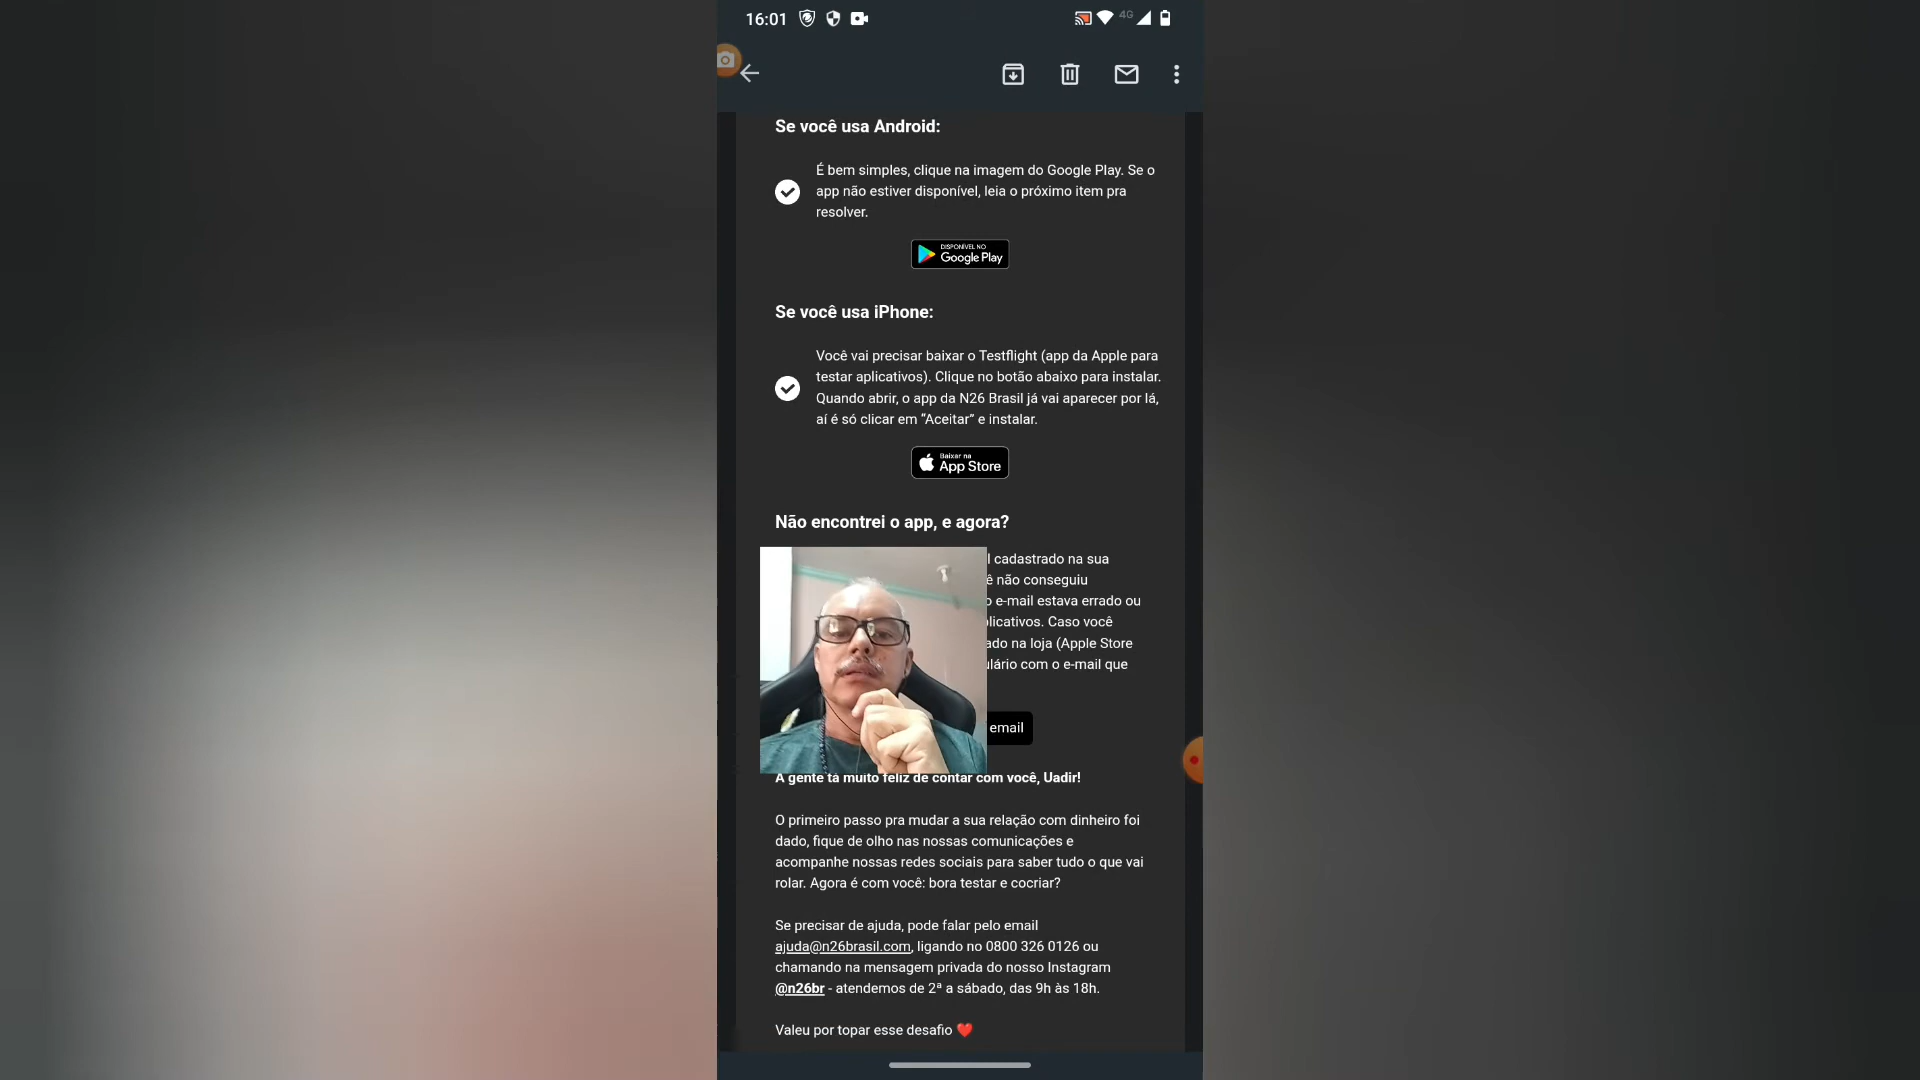 16:01
4G
Se você usa Android:
É bem simples, clique na imagem do Google Play. Se o
app não estiver disponível, leia o próximo item pra
resolver.
DISPONÍVEL NO
Google Play
Se você usa iPhone:
Você vai precisar baixar o Testflight (app da Apple para
testar aplicativos). Clique no botão abaixo para instalar.
Quando abrir, o app da N26 Brasil já vai aparecer por lá,
aí é só clicar em “Aceitar” e instalar.
Baixar na
App Store
Não encontrei o app, e agora?
cadastrado na sua
não conseguiu
e-mail estava errado ou
Caso você
na loja (Apple Store
com o e-mail que
email
A gente tá muito feliz de contar com você, Uadir!
O primeiro passo pra mudar a sua relação com dinheiro foi
dado, fique de olho nas nossas comunicações e
acompanhe nossas redes sociais para saber tudo o que vai
rolar. Agora é com você: bora testar e cocriar?
Se precisar de ajuda, pode falar pelo email
ajuda@n26brasil.com, ligando no 0800 326 0126 ou
chamando na mensagem privada do nosso Instagram
@n26br - atendemos de 2ª a sábado, das 9h às 18h.
Valeu por topar esse desafio ❤️